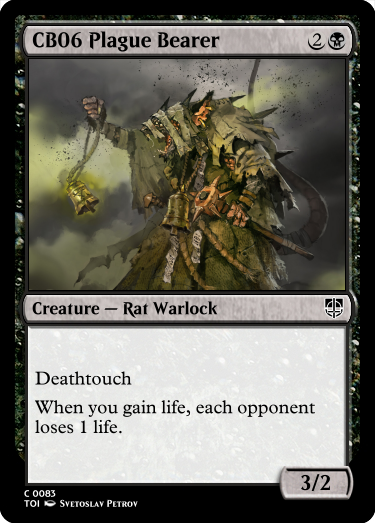 CB06 Plague Bearer 2
Creature — Rat Warlock
Deathtouch
When you gain life, each opponent
loses 1 life.
3/2
C 0083
TOI Svetoslav Petrov